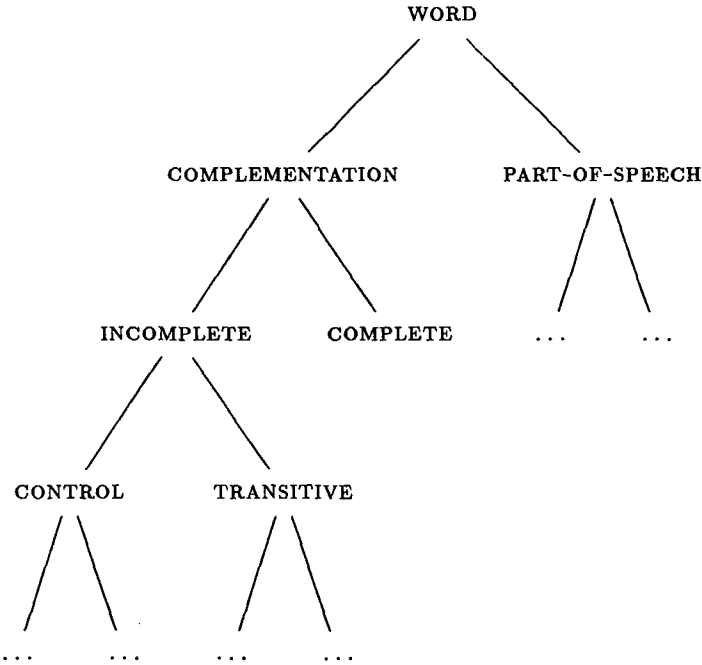 WORD
COMPLEMENTATION PART-OF-SPEECH
INCOMPLETE COMPLETE ... ...
CONTROL TRANSITIVE
... ... ... ...